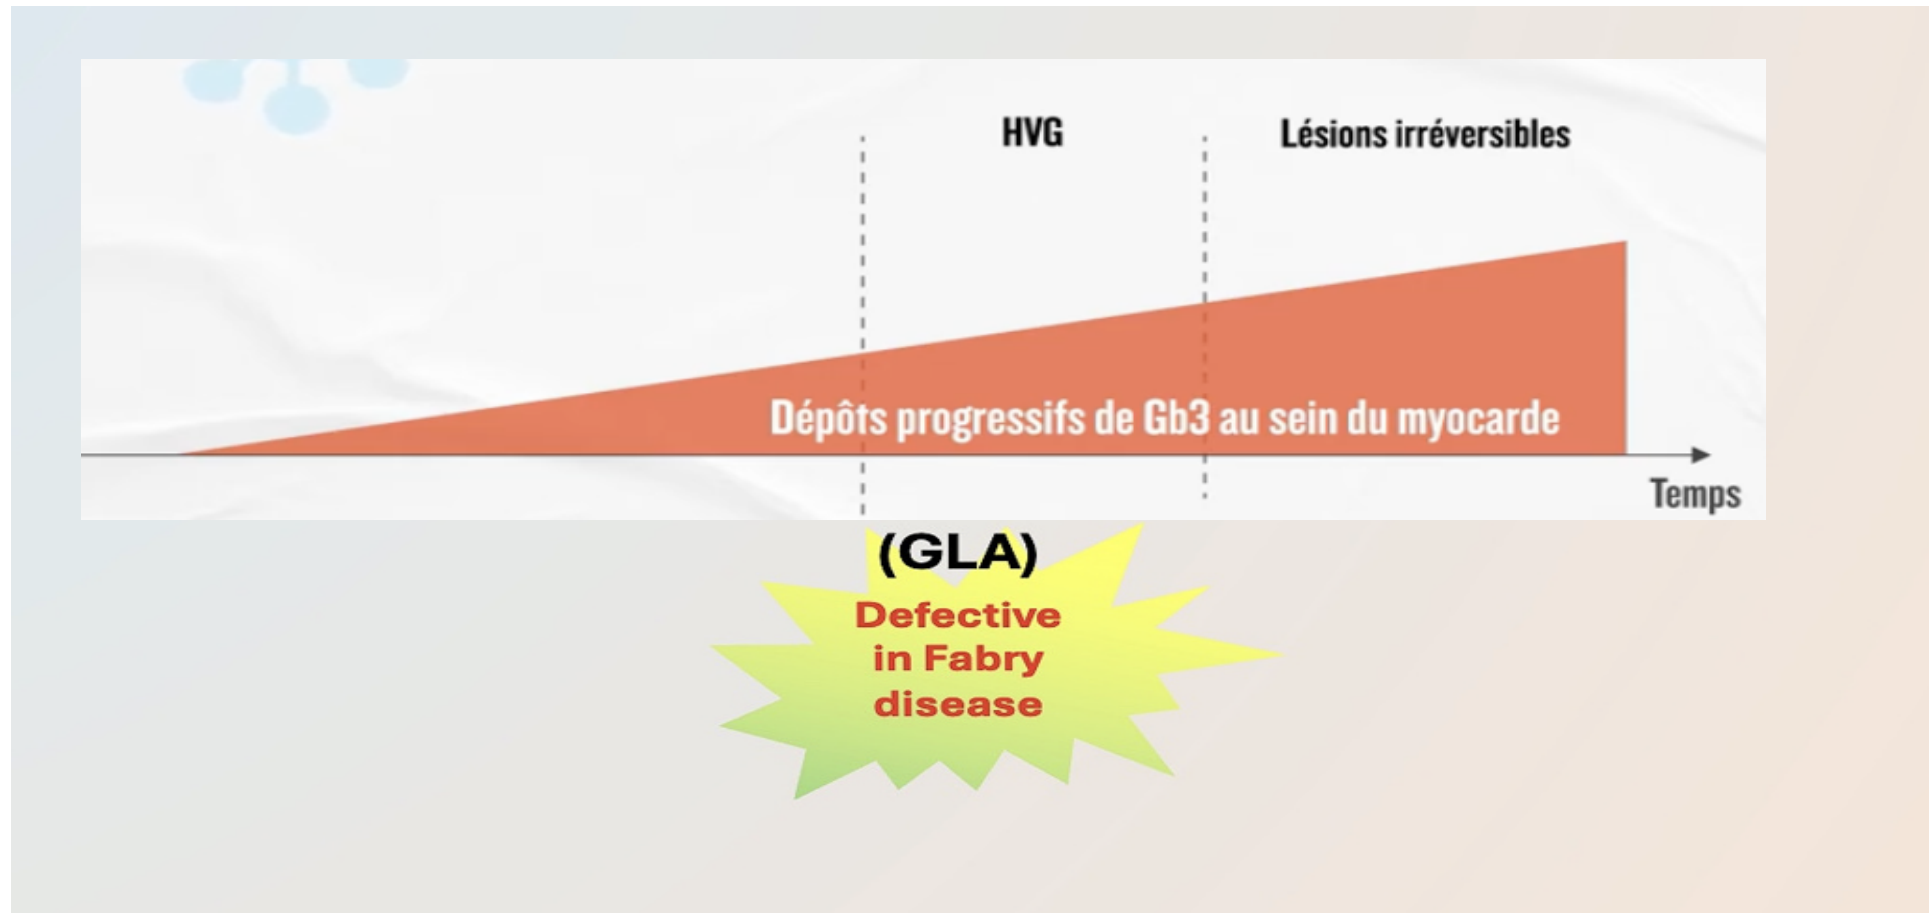 HVG
Lésions irréversibles
Dépôts progressifs de Gb3 au sein du myocarde
Temps
(GLA)
Defective
in Fabry
disease